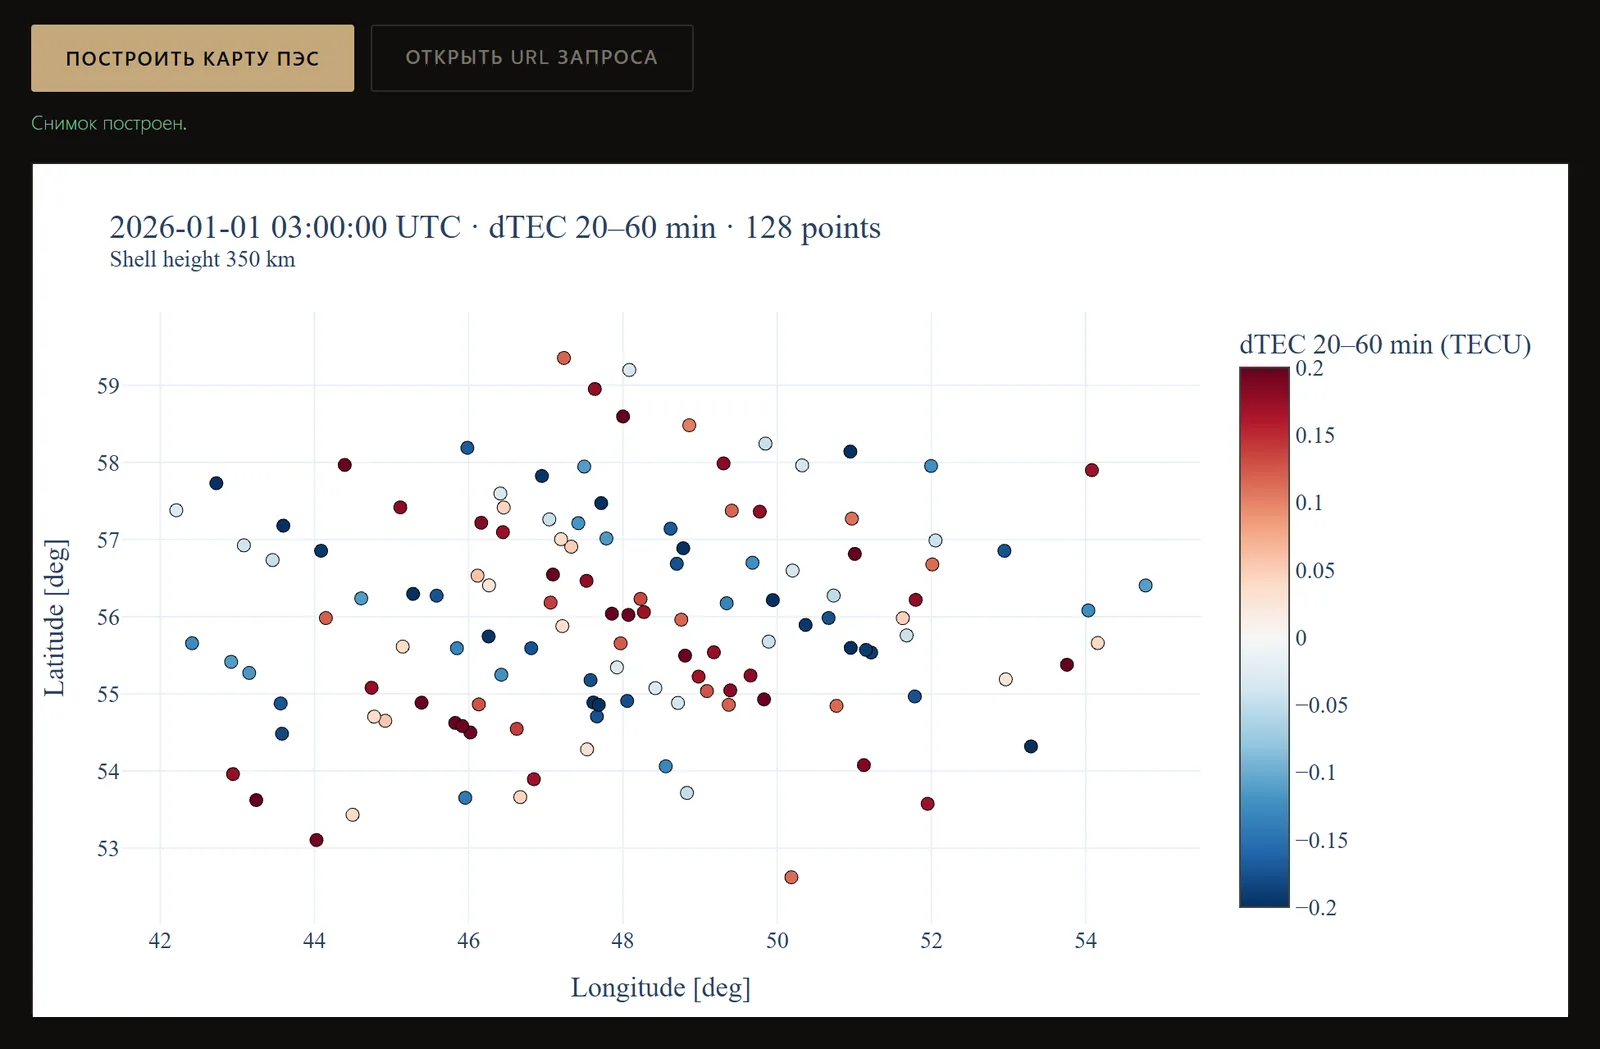 ПОСТРОИТЬ КАРТУ ПЭС
ОТКРЫТЬ URL ЗАПРОСА
Снимок построен.
2026-01-01 03:00:00 UTC · dTEC 20–60 min · 128 points
Shell height 350 km
dTEC 20–60 min (TECU)
0.2
0.15
0.1
0.05
0
−0.05
−0.1
−0.15
−0.2
Latitude [deg]
59
58
57
56
55
54
53
42
44
46
48
50
52
54
Longitude [deg]